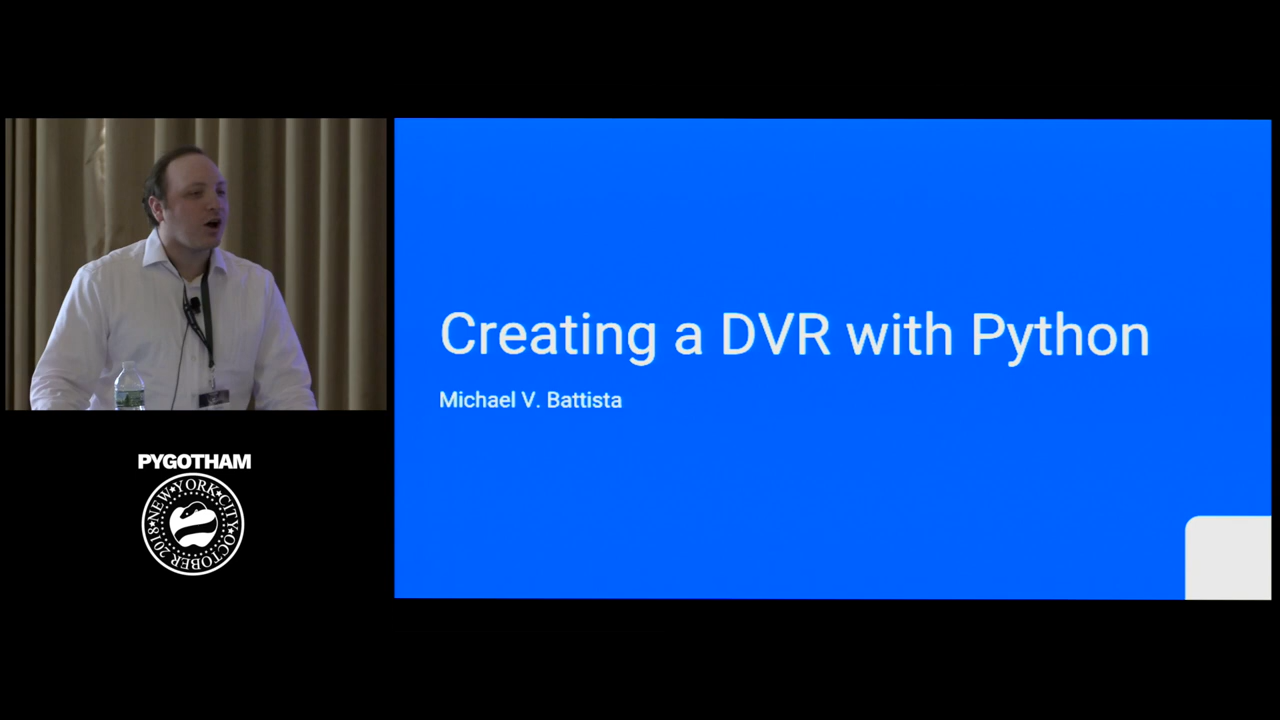 Creating a DVR with Python
Michael V. Battista
PYGOTHAM
NEW★YORK★CITY★OCTOBER 2018★